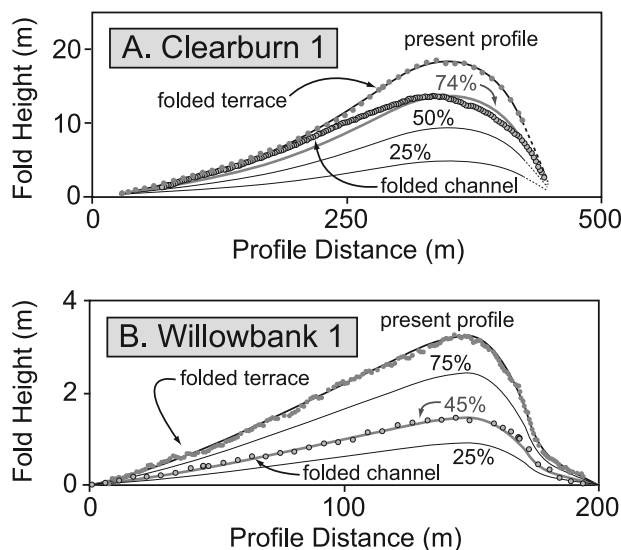 A. Clearburn 1
present profile
folded terrace
74%
50%
25%
folded channel
Fold Height (m)
20
10
0
0
250
500
Profile Distance (m)
B. Willowbank 1
present profile
folded terrace
75%
45%
25%
folded channel
Fold Height (m)
4
2
0
0
100
200
Profile Distance (m)